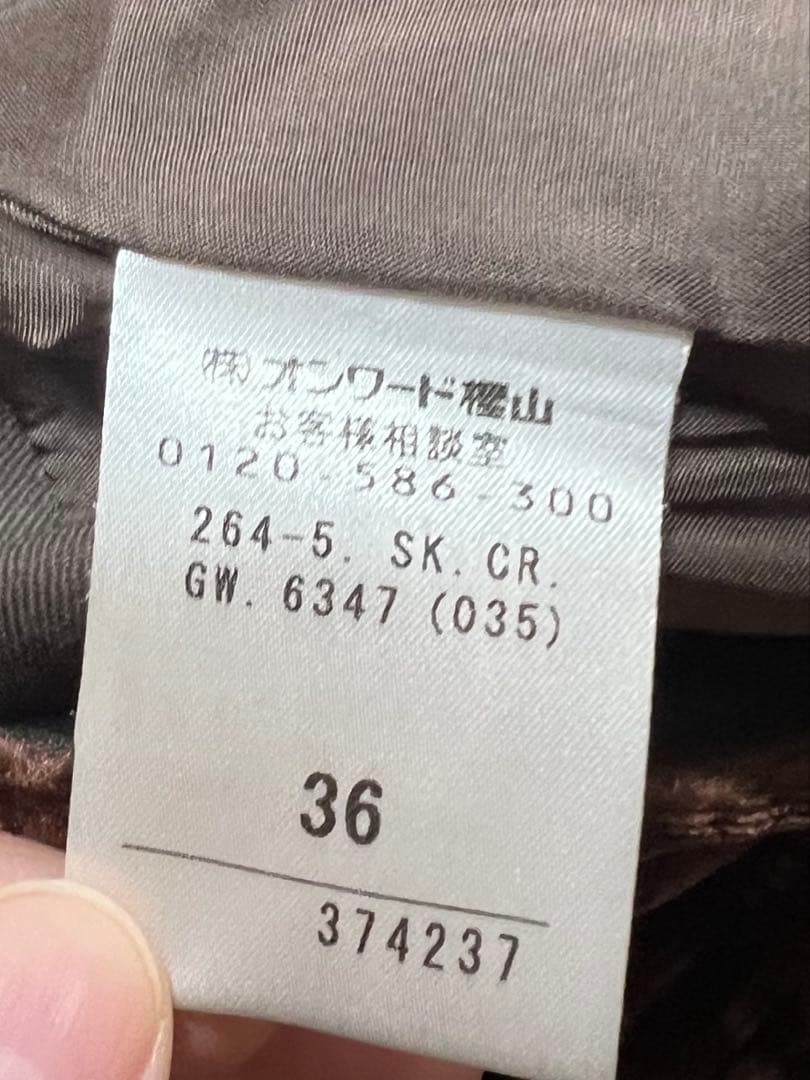 (株)オンワード樫山
お客様相談室
0120-586-300
264-5. SK. CR.
GW. 6347 (035)
36
374237